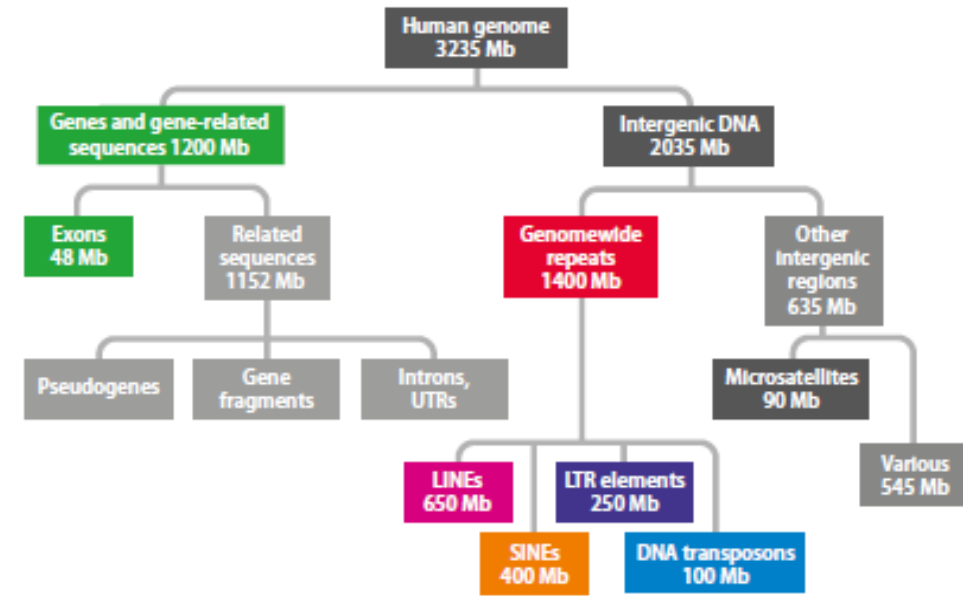 Human genome
3235 Mb
Genes and gene-related
sequences 1200 Mb
Intergenic DNA
2035 Mb
Exons
48 Mb
Related
sequences
1152 Mb
Genomewide
repeats
1400 Mb
Other
intergenic
regions
635 Mb
Pseudogenes
Gene
fragments
Introns,
UTRs
Microsatellites
90 Mb
LINEs
650 Mb
LTR elements
250 Mb
Various
545 Mb
SINEs
400 Mb
DNA transposons
100 Mb